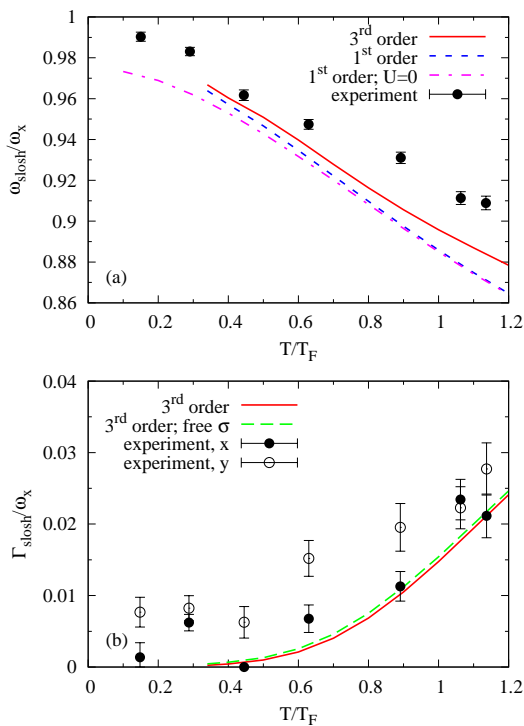 1
0.98
0.96
0.94
0.92
0.9
0.88
0.86
ω_slosh/ω_x
3^rd order
1^st order
1^st order; U=0
experiment
(a)
0 0.2 0.4 0.6 0.8 1 1.2
T/T_F
0.04
0.03
0.02
0.01
0
Γ_slosh/ω_x
3^rd order
3^rd order; free σ
experiment, x
experiment, y
(b)
0 0.2 0.4 0.6 0.8 1 1.2
T/T_F